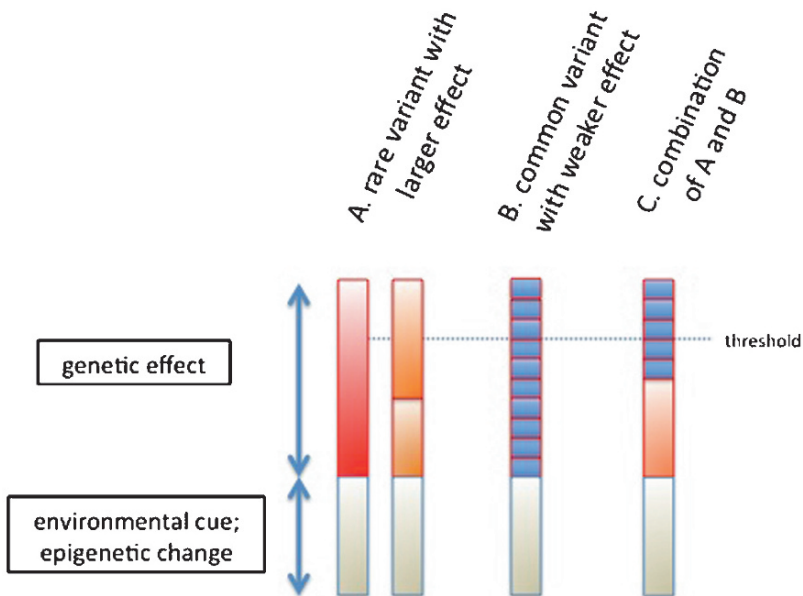 A. rare variant with
larger effect
B. common variant
with weaker effect
C. combination
of A and B
threshold
genetic effect
environmental cue;
epigenetic change